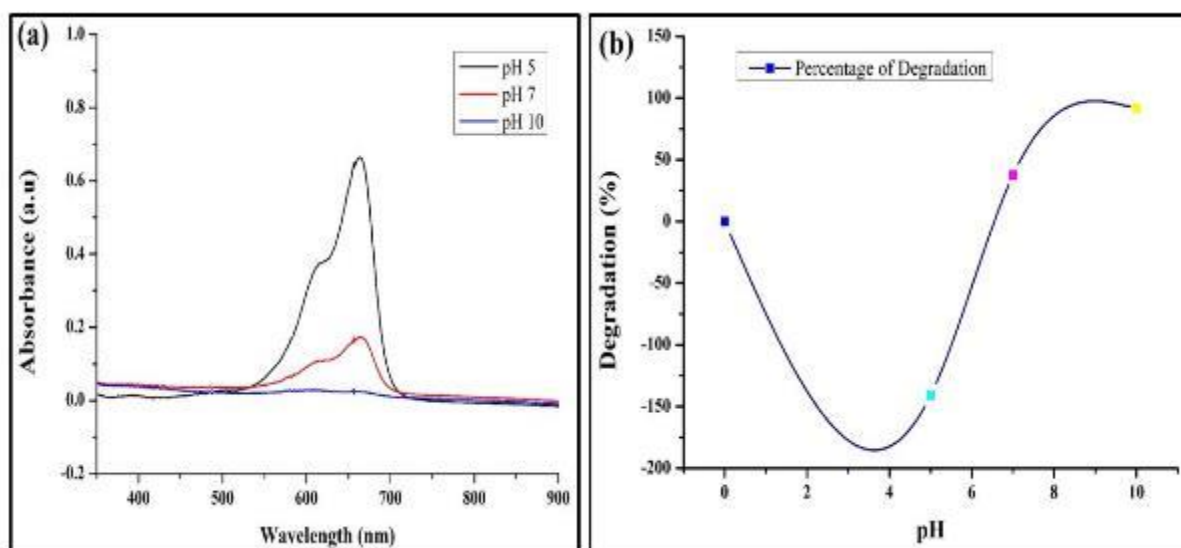 (a)
pH 5
pH 7
pH 10
1.0
0.8
0.6
0.4
0.2
0.0
-0.2
Absorbance (a.u)
400 500 600 700 800 900
Wavelength (nm)
(b)
Percentage of Degradation
150
100
50
0
-50
-100
-150
-200
Degradation (%)
0 2 4 6 8 10
pH